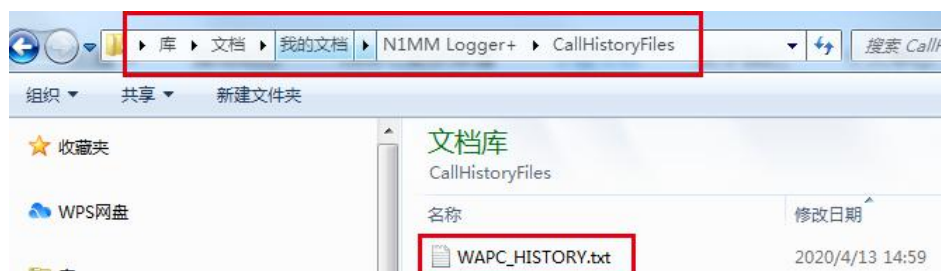 库 文档 我的文档 N1MM Logger+ CallHistoryFiles 搜索 Call
组织 共享 新建文件夹
收藏夹
文档库
CallHistoryFiles
WPS网盘
名称 修改日期
WAPC_HISTORY.txt 2020/4/13 14:59